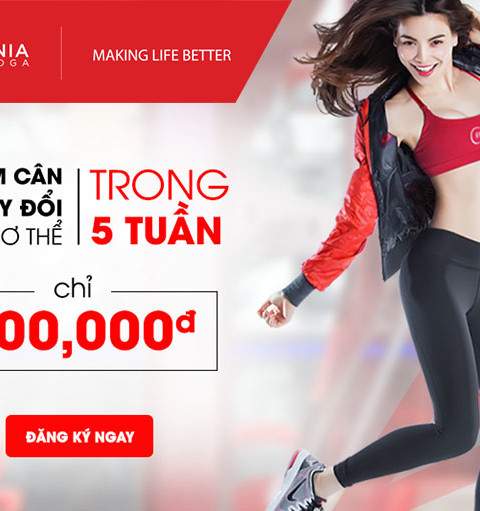 NIA
OGA
MAKING LIFE BETTER
M CÂN
Y ĐỔI
Ơ THỂ
TRONG
5 TUẦN
chỉ
00,000đ
ĐĂNG KÝ NGAY